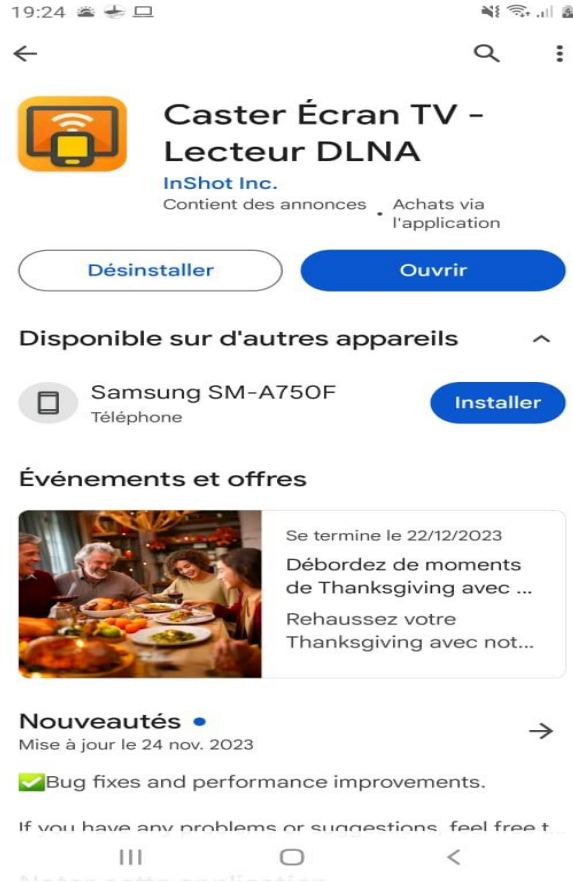 19:24
Caster Écran TV -
Lecteur DLNA
InShot Inc.
Contient des annonces • Achats via
l'application
Désinstaller
Ouvrir
Disponible sur d'autres appareils
Samsung SM-A750F
Téléphone
Installer
Événements et offres
Se termine le 22/12/2023
Débordez de moments
de Thanksgiving avec ...
Rehaussez votre
Thanksgiving avec not...
Nouveautés •
Mise à jour le 24 nov. 2023
✅Bug fixes and performance improvements.
If you have any problems or suggestions, feel free t...
Noter cette application